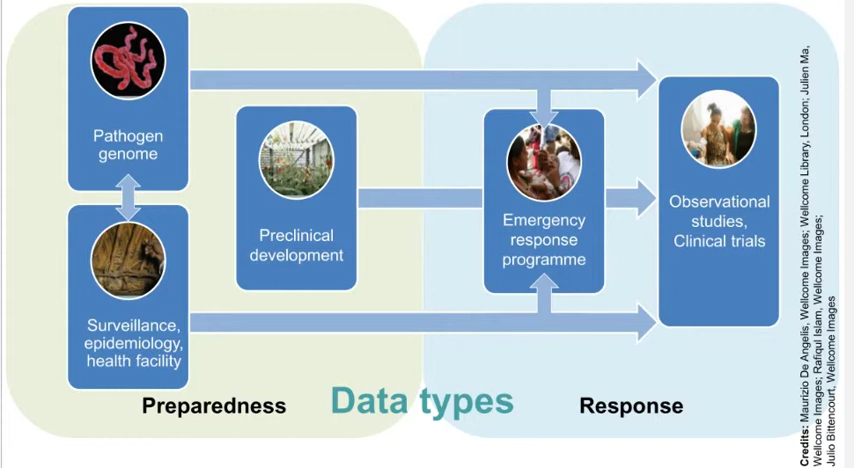 Pathogen
genome
Surveillance,
epidemiology,
health facility
Preclinical
development
Emergency
response
programme
Observational
studies,
Clinical trials
Preparedness
Data types
Response
Credits: Maurizio De Angelis, Wellcome Images; Wellcome Library, London; Julien Ma,
Wellcome Images; Rafiqul Islam, Wellcome Images;
Julio Bittencourt, Wellcome Images